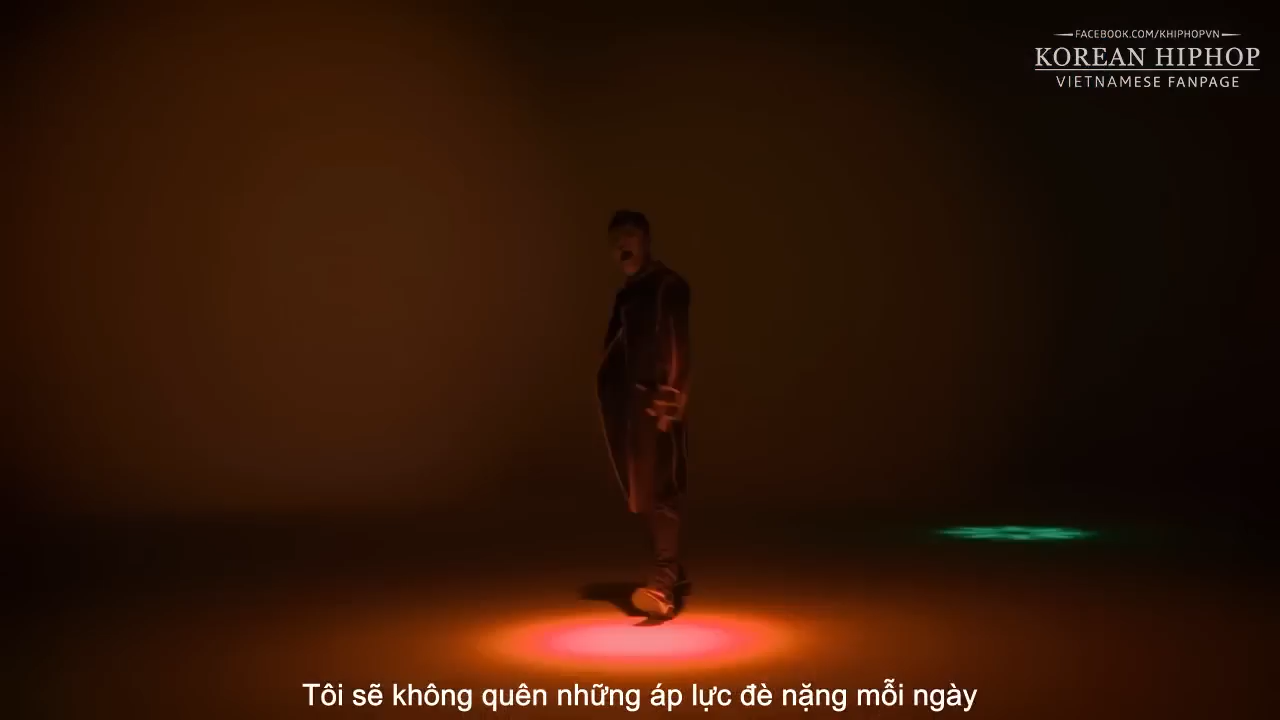 FACEBOOK.COM/KHIPHOPVN
KOREAN HIPHOP
VIETNAMESE FANPAGE
Tôi sẽ không quên những áp lực đè nặng mỗi ngày